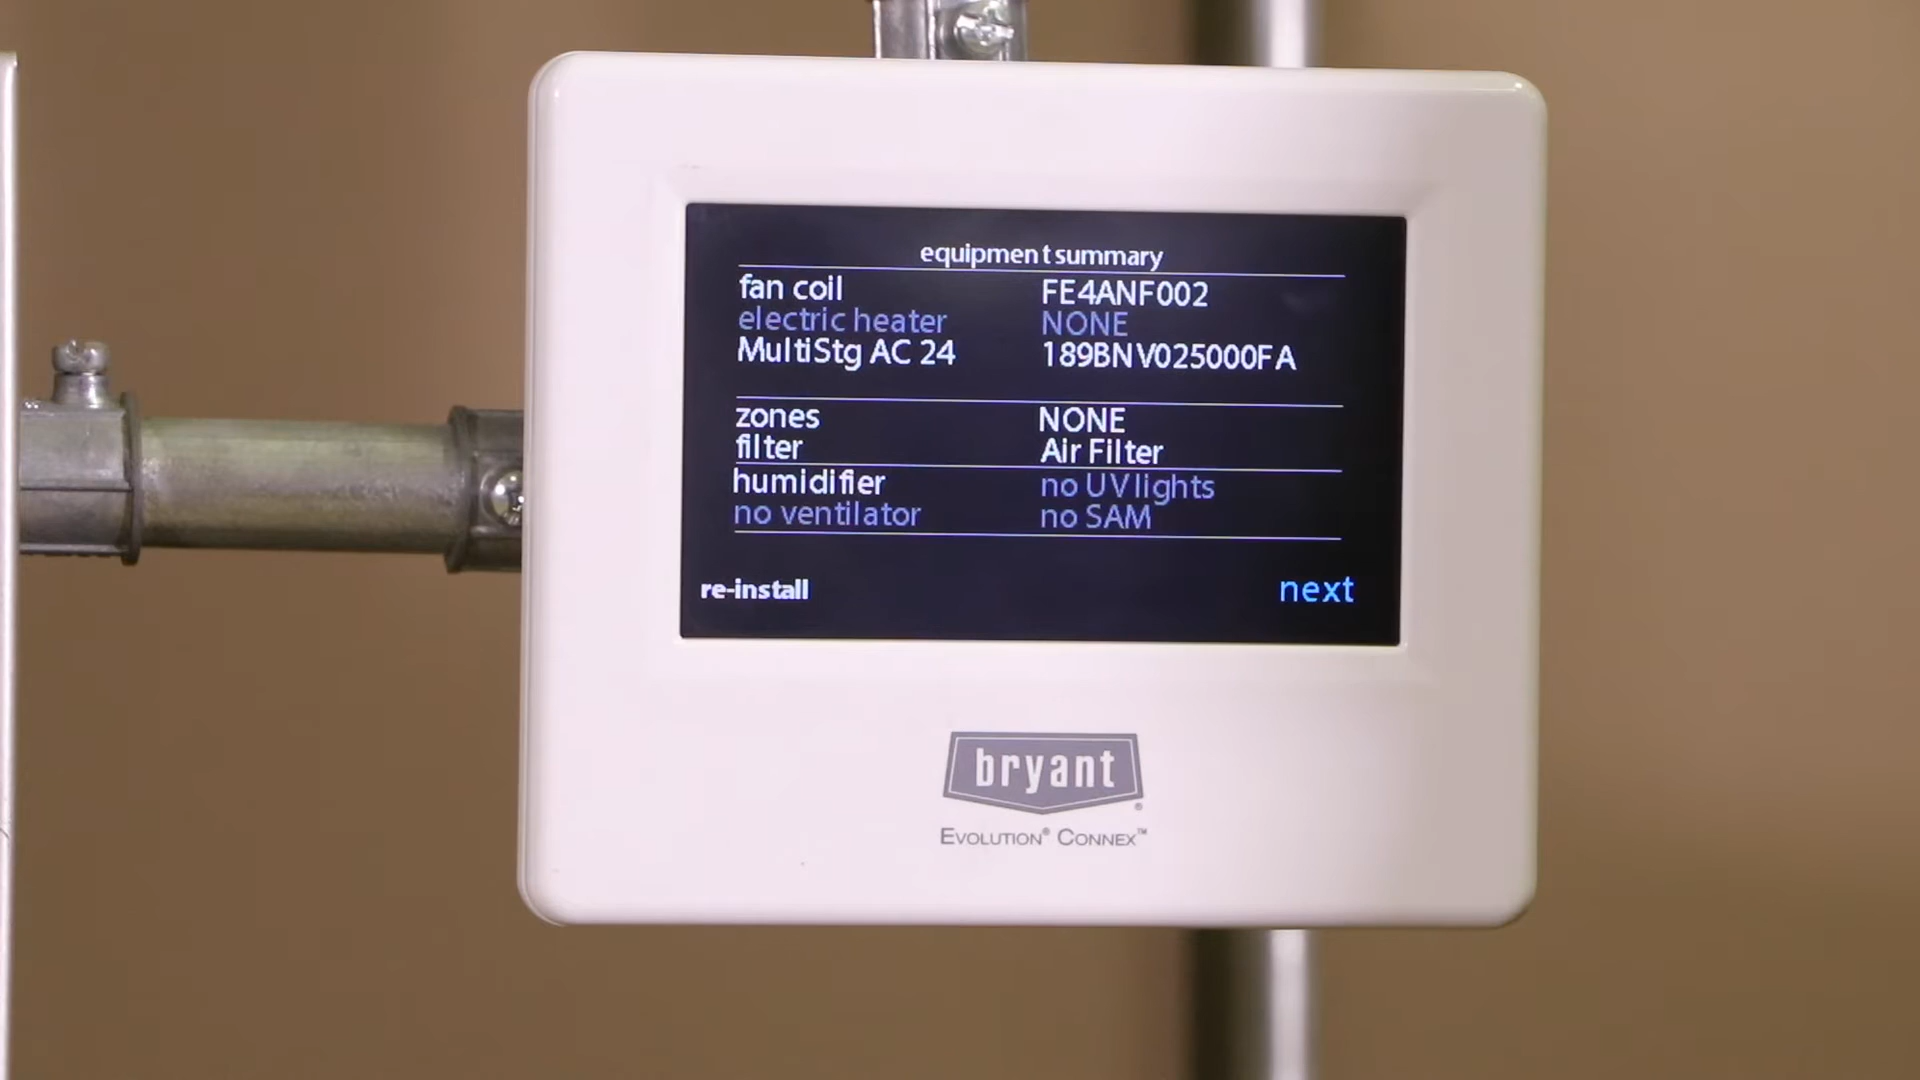 equipment summary
fan coil FE4ANF002
electric heater NONE
MultiStg AC 24 189BNV025000FA
zones NONE
filter Air Filter
humidifier no UV lights
no ventilator no SAM
re-install next
bryant®
EVOLUTION® CONNEX™